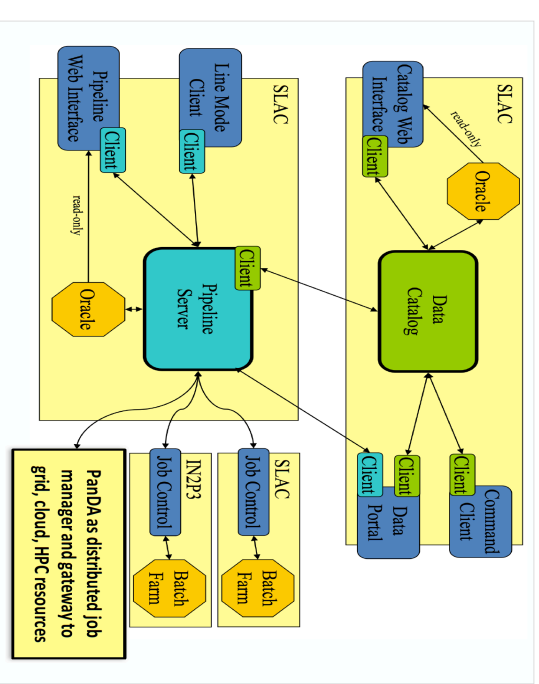 SLAC
Catalog Web
Interface
Client
read-only
Oracle
Data
Catalog
Command
Client
Client
Data
Portal
Client
Client
SLAC
Line Mode
Client
Client
Pipeline
Web Interface
Client
read-only
Oracle
Client
Pipeline
Server
SLAC
Job Control
Batch
Farm
IN2P3
Job Control
Batch
Farm
PanDA as distributed job
manager and gateway to
grid, cloud, HPC resources